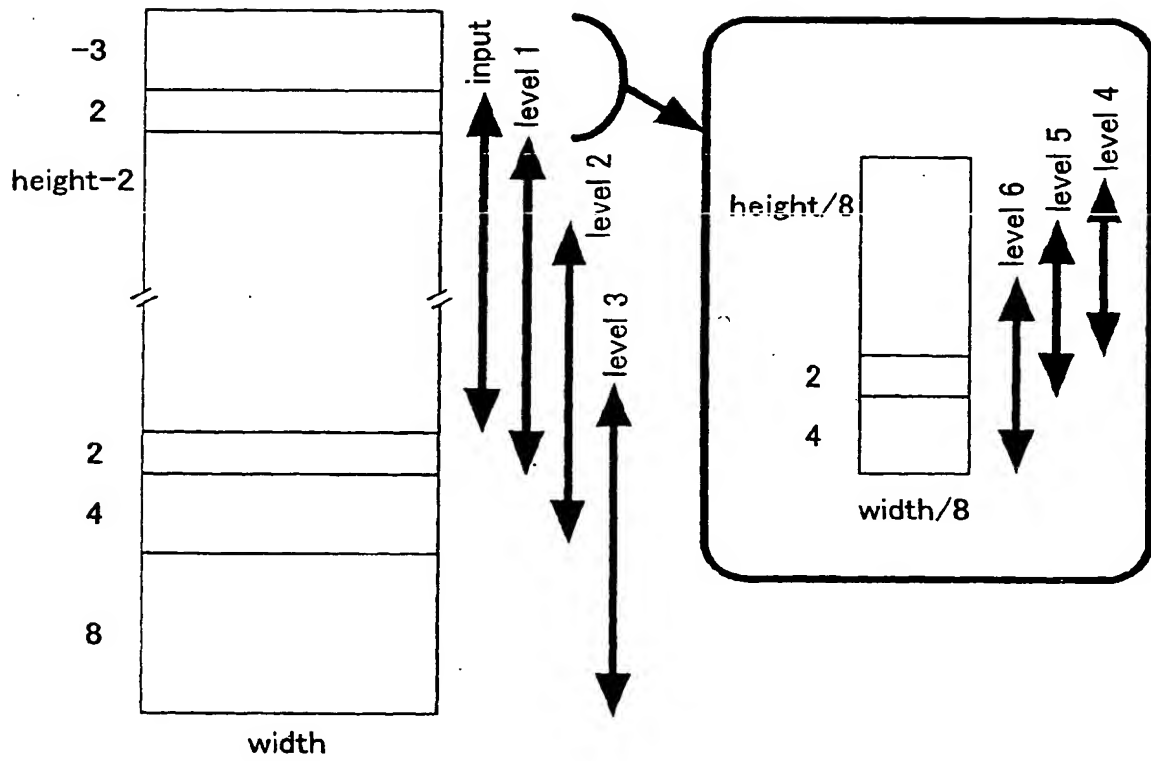 -3
2
height-2
2
4
8
width
input
level 1
level 2
level 3
height/8
2
4
width/8
level 6
level 5
level 4